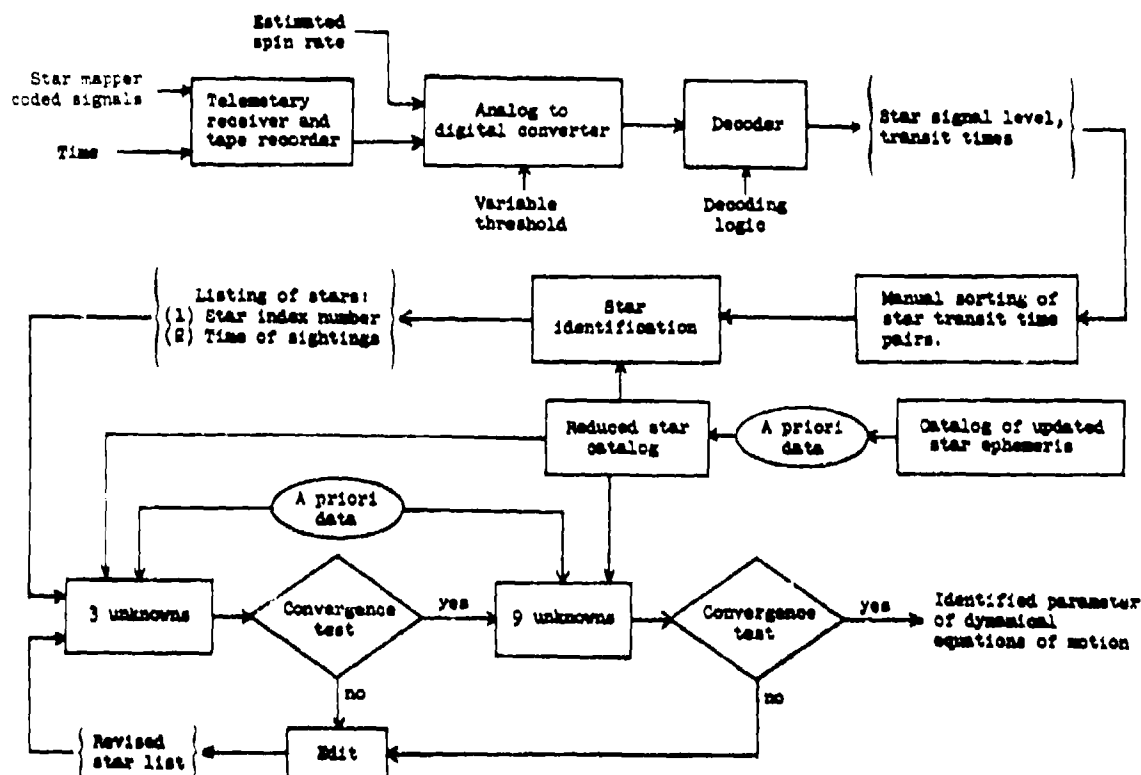 Estimated
spin rate
Star mapper
coded signals
Time
Telemetary
receiver and
tape recorder
Analog to
digital converter
Variable
threshold
Decoder
Decoding
logic
Star signal level,
transit times
Listing of stars:
(1) Star index number
(2) Time of sightings
Star
identification
Manual sorting of
star transit time
pairs.
Reduced star
catalog
A priori
data
Catalog of updated
star ephemeris
A priori
data
3 unknowns
Convergence
test
yes
9 unknowns
Convergence
test
yes
Identified parameter
of dynamical
equations of motion
no
no
Revised
star list
Edit